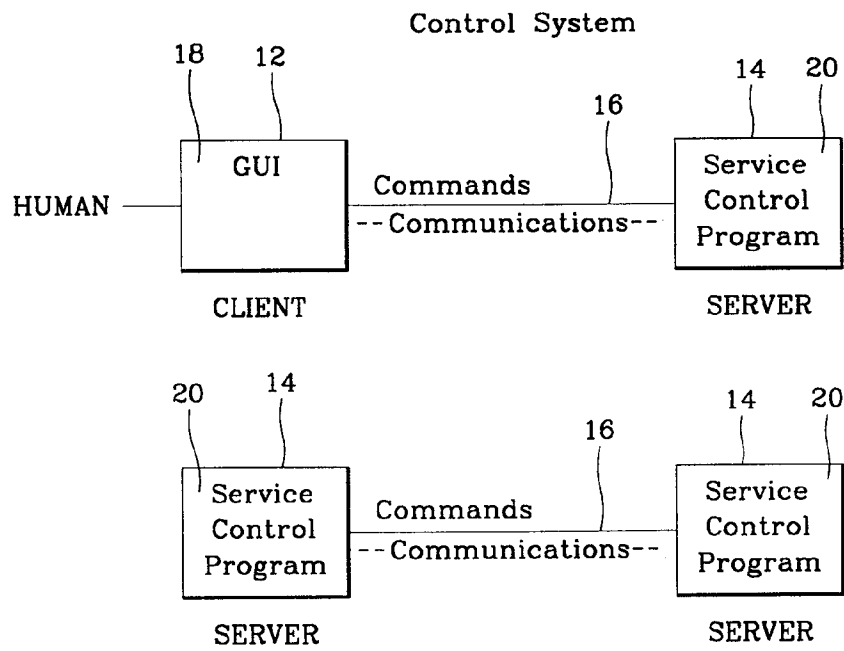 Control System
18
12
14
20
16
GUI
Service
Control
Program
HUMAN
Commands
--Communications--
CLIENT
SERVER
20
14
14
20
16
Service
Control
Program
Commands
--Communications--
Service
Control
Program
SERVER
SERVER